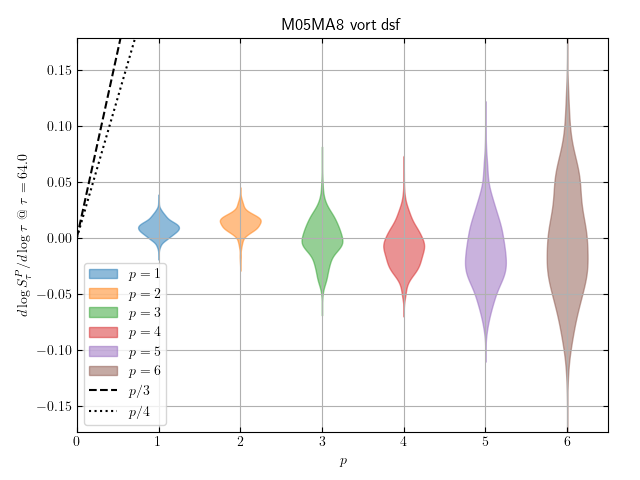 M05MA8 vort dsf
d log S_τ^P / d log τ @ τ = 64.0
0.15
0.10
0.05
0.00
−0.05
−0.10
−0.15
p = 1
p = 2
p = 3
p = 4
p = 5
p = 6
p/3
p/4
0 1 2 3 4 5 6
p